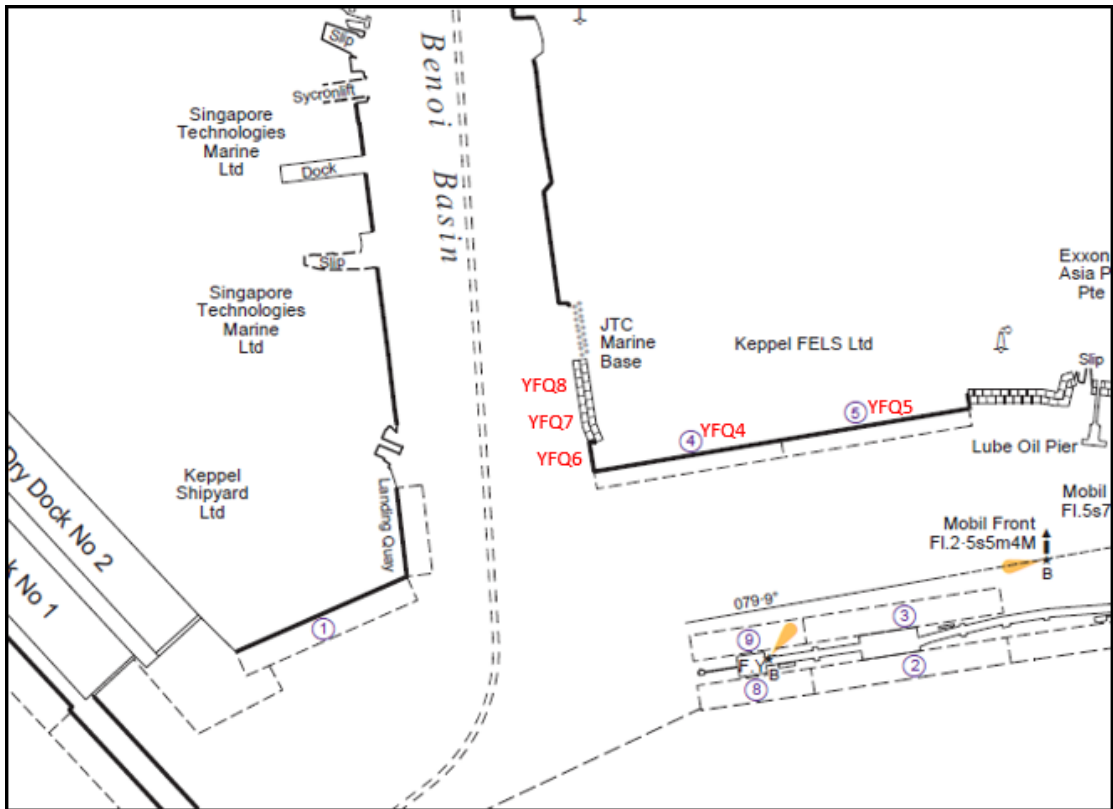 Slip
Sycronlift
Singapore
Technologies
Marine
Ltd
Dock
Slip
Singapore
Technologies
Marine
Ltd
Benoi
Basin
JTC
Marine
Base
Keppel FELS Ltd
Exxon
Asia P
Pte
Slip
YFQ8
YFQ7
YFQ6
4
YFQ4
5
YFQ5
Lube Oil Pier
Keppel
Shipyard
Ltd
Landing Quay
Dry Dock No 2
k No 1
1
Mobil
Fl.5s7
Mobil Front
Fl.2·5s5m4M
B
079·9°
3
9
F.Y
B
2
8